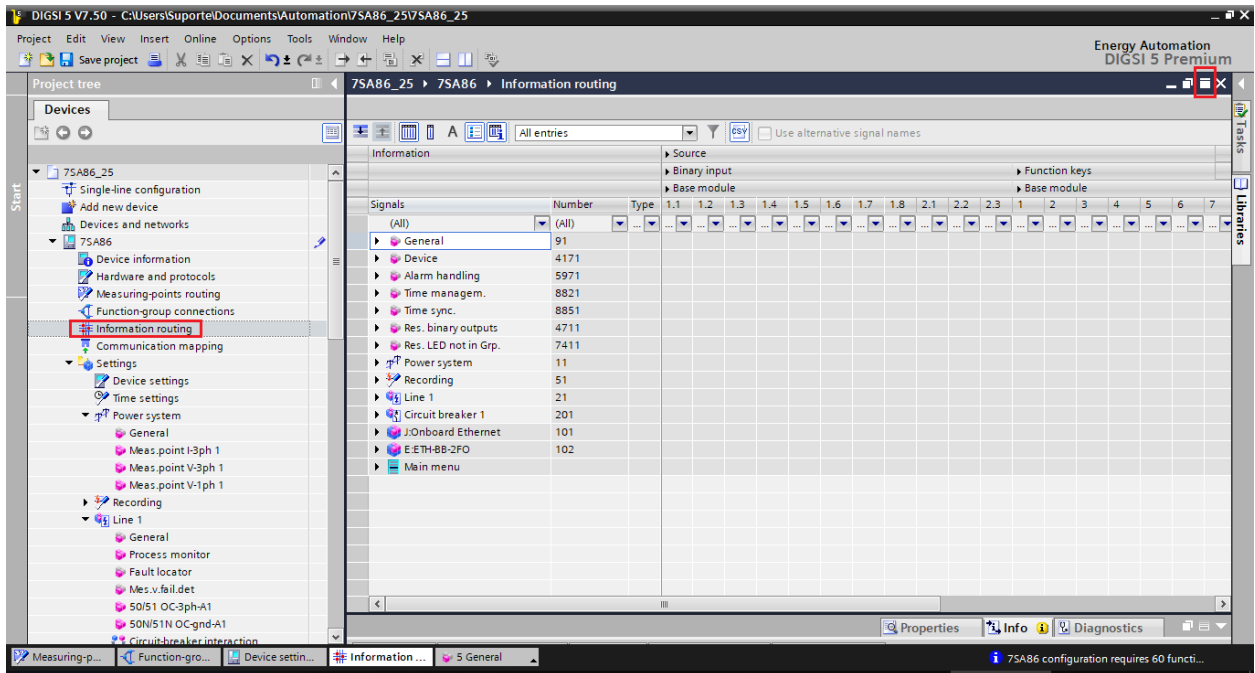 DIGSI 5 V7.50 - C:\Users\Suporte\Documents\Automation\7SA86_25\7SA86_25
Project Edit View Insert Online Options Tools Window Help
Energy Automation
DIGSI 5 Premium
Save project
Project tree
7SA86_25 7SA86 Information routing
Devices
A All entries CSV Use alternative signal names
Information Source
Binary input Function keys
Base module Base module
Signals Number Type 1.1 1.2 1.3 1.4 1.5 1.6 1.7 1.8 2.1 2.2 2.3 1 2 3 4 5 6 7
(All) (All) ... ... ... ... ... ... ... ... ... ... ... ... ... ... ... ... ... ... ...
General 91
Device 4171
Alarm handling 5971
Time managem. 8821
Time sync. 8851
Res. binary outputs 4711
Res. LED not in Grp. 7411
Power system 11
Recording 51
Line 1 21
Circuit breaker 1 201
J:Onboard Ethernet 101
E:ETH-BB-2FO 102
Main menu
7SA86_25
Single-line configuration
Add new device
Devices and networks
7SA86
Device information
Hardware and protocols
Measuring-points routing
Function-group connections
Information routing
Communication mapping
Settings
Device settings
Time settings
Power system
General
Meas.point I-3ph 1
Meas.point V-3ph 1
Meas.point V-1ph 1
Recording
Line 1
General
Process monitor
Fault locator
Mes.v.fail.det
50/51 OC-3ph-A1
50N/51N OC-gnd-A1
Circuit-breaker interaction
Start
Tasks
Libraries
Properties Info Diagnostics
Measuring-p... Function-gro... Device settin... Information ... 5 General
7SA86 configuration requires 60 functi...